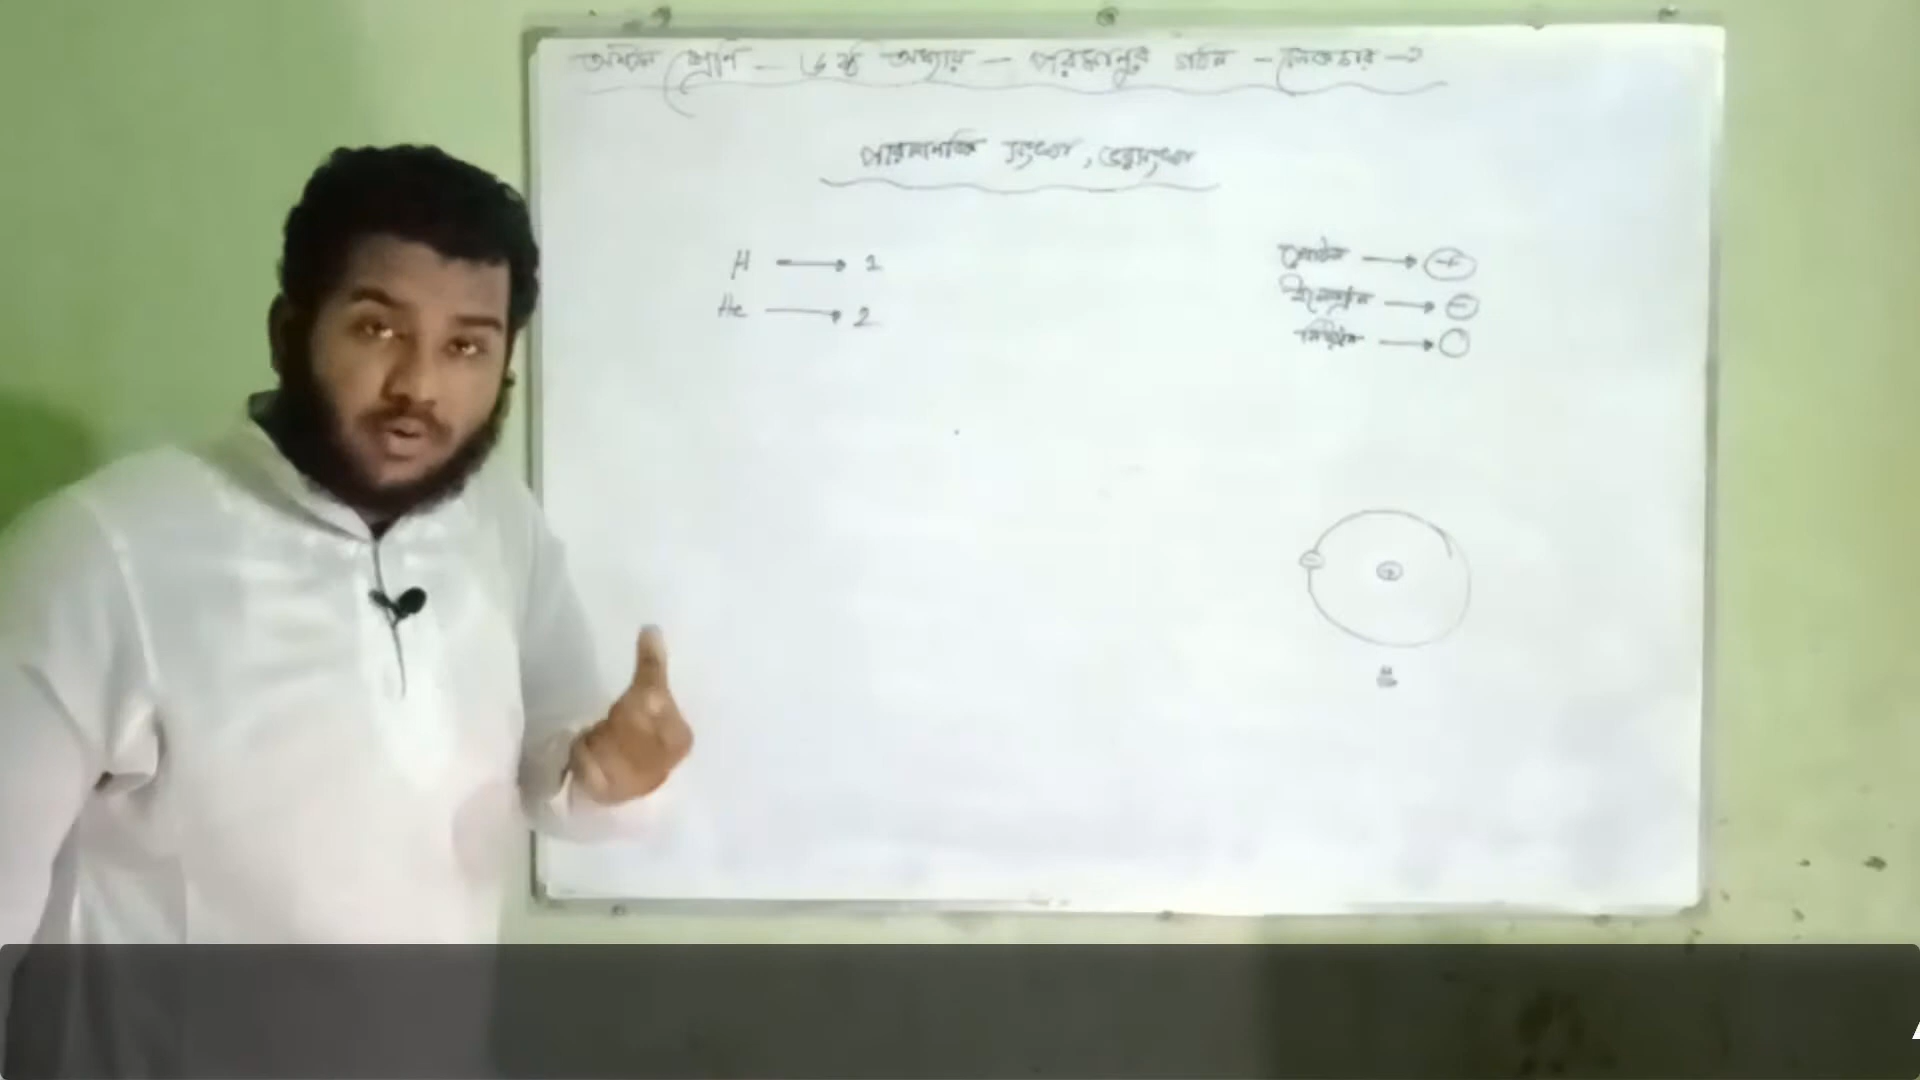 অষ্টম শ্রেণি - ৬ষ্ঠ অধ্যায় - পরমাণুর গঠন - লেকচার - ২
পারমাণবিক সংখ্যা, ভরসংখ্যা
H → 1
He → 2
প্রোটন → +
ইলেকট্রন → -
নিউট্রন →
H